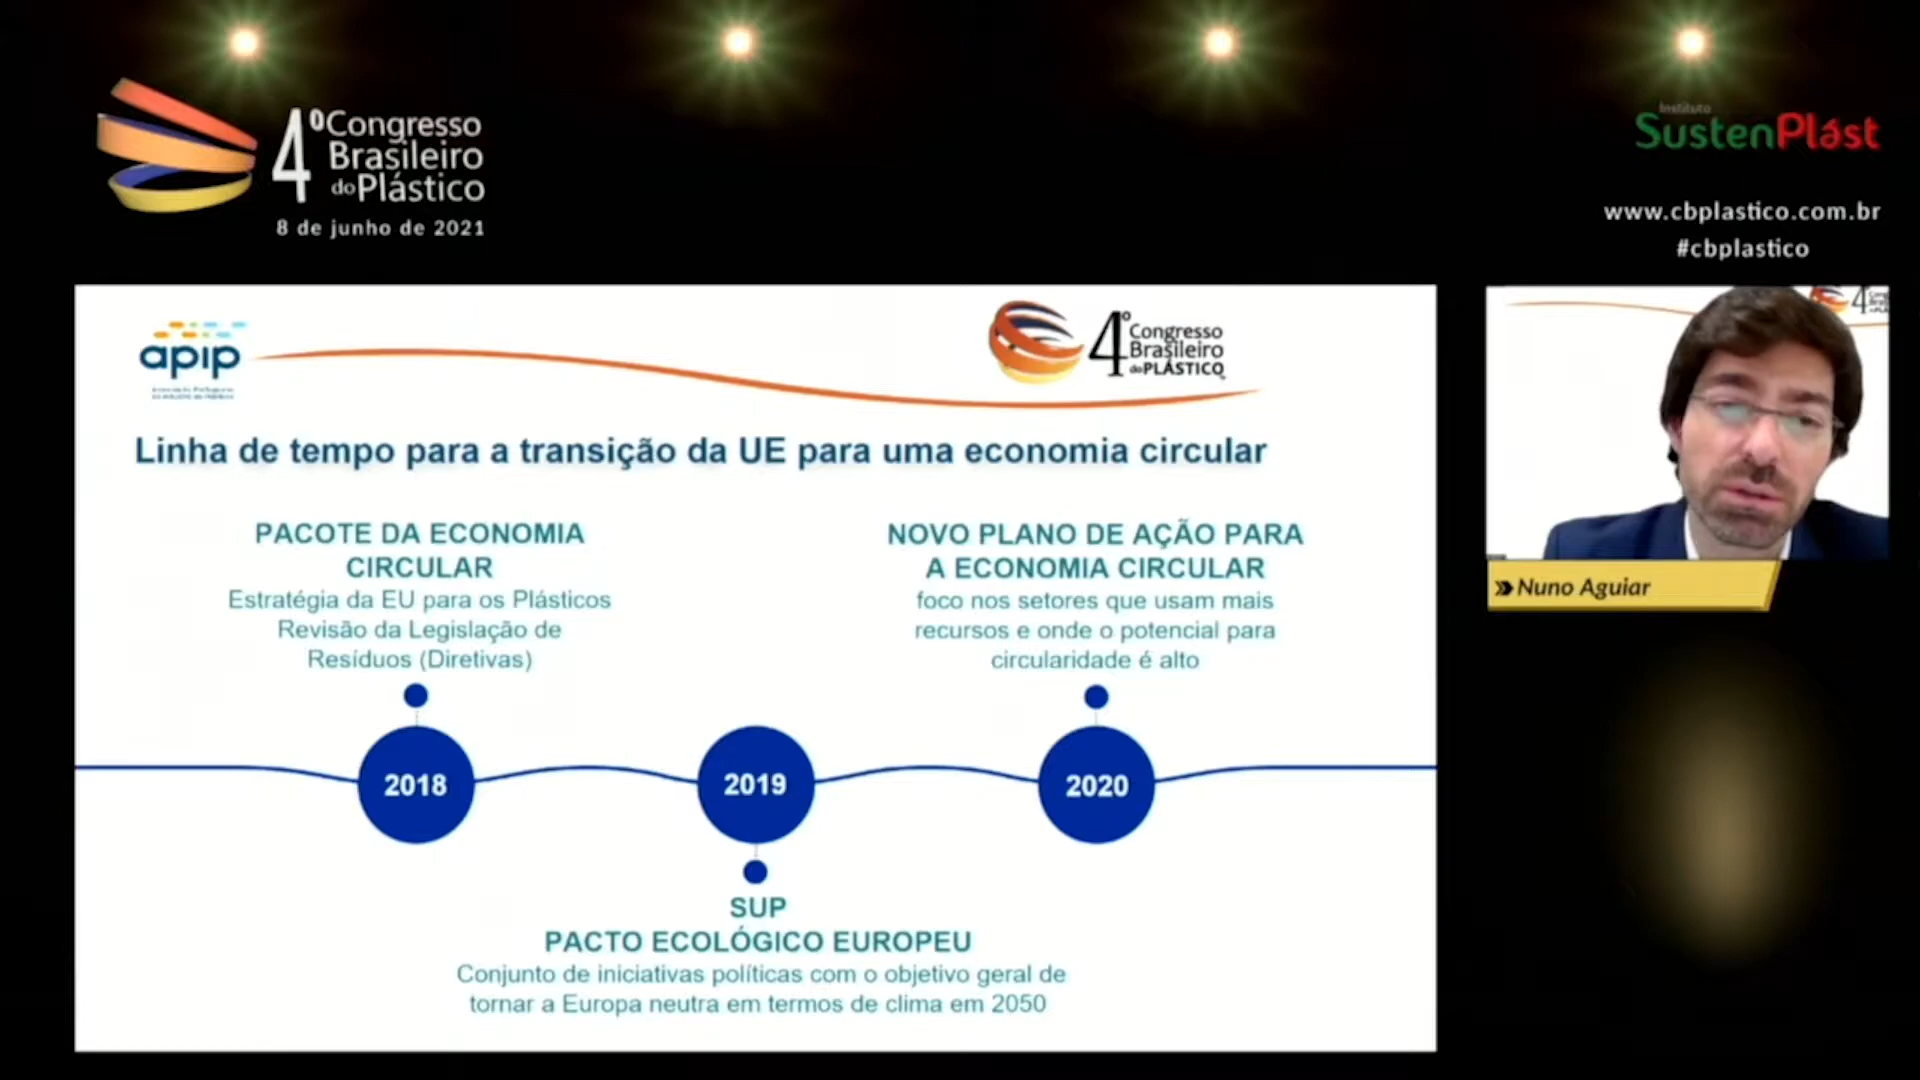 4º Congresso
Brasileiro
do Plástico
8 de junho de 2021
Instituto
SustenPlást
www.cbplastico.com.br
#cbplastico
apip
4º Congresso
Brasileiro
do PLÁSTICO
Linha de tempo para a transição da UE para uma economia circular
PACOTE DA ECONOMIA
CIRCULAR
Estratégia da EU para os Plásticos
Revisão da Legislação de
Resíduos (Diretivas)
NOVO PLANO DE AÇÃO PARA
A ECONOMIA CIRCULAR
foco nos setores que usam mais
recursos e onde o potencial para
circularidade é alto
2018
2019
2020
SUP
PACTO ECOLÓGICO EUROPEU
Conjunto de iniciativas políticas com o objetivo geral de
tornar a Europa neutra em termos de clima em 2050
4º
Nuno Aguiar